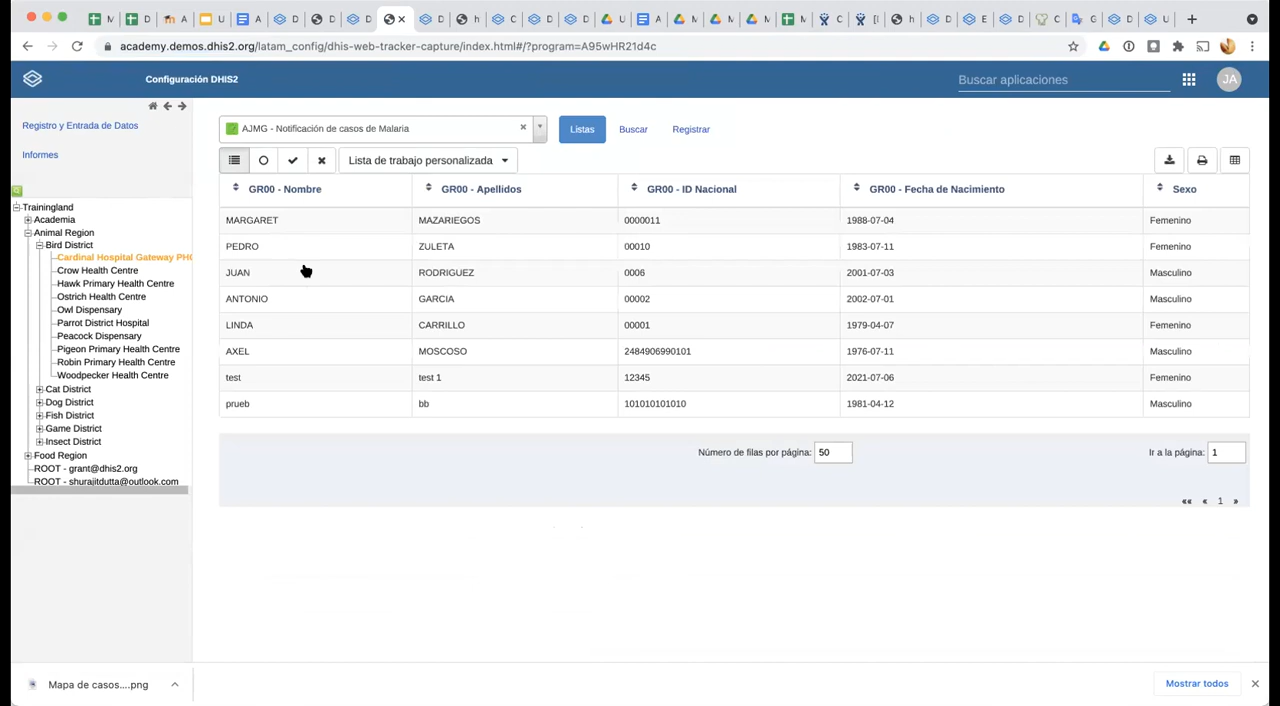 M
D
A
U
A
D
D
D
D
h
C
D
D
U
A
M
M
M
M
C
[(
h
D
E
D
C
G
D
U
academy.demos.dhis2.org/latam_config/dhis-web-tracker-capture/index.html#/?program=A95wHR21d4c
Configuración DHIS2
Buscar aplicaciones
JA
Registro y Entrada de Datos
Informes
AJMG - Notificación de casos de Malaria
Listas
Buscar
Registrar
Lista de trabajo personalizada
Trainingland
Academia
Animal Region
Bird District
Cardinal Hospital Gateway PHC
Crow Health Centre
Hawk Primary Health Centre
Ostrich Health Centre
Owl Dispensary
Parrot District Hospital
Peacock Dispensary
Pigeon Primary Health Centre
Robin Primary Health Centre
Woodpecker Health Centre
Cat District
Dog District
Fish District
Game District
Insect District
Food Region
ROOT - grant@dhis2.org
ROOT - shurajitdutta@outlook.com
GR00 - Nombre GR00 - Apellidos GR00 - ID Nacional GR00 - Fecha de Nacimiento Sexo
MARGARET MAZARIEGOS 0000011 1988-07-04 Femenino
PEDRO ZULETA 00010 1983-07-11 Femenino
JUAN RODRIGUEZ 0006 2001-07-03 Masculino
ANTONIO GARCIA 00002 2002-07-01 Masculino
LINDA CARRILLO 00001 1979-04-07 Femenino
AXEL MOSCOSO 2484906990101 1976-07-11 Masculino
test test 1 12345 2021-07-06 Femenino
prueb bb 101010101010 1981-04-12 Masculino
Número de filas por página: 50
Ir a la página: 1
«« « 1 »
Mapa de casos....png
Mostrar todos